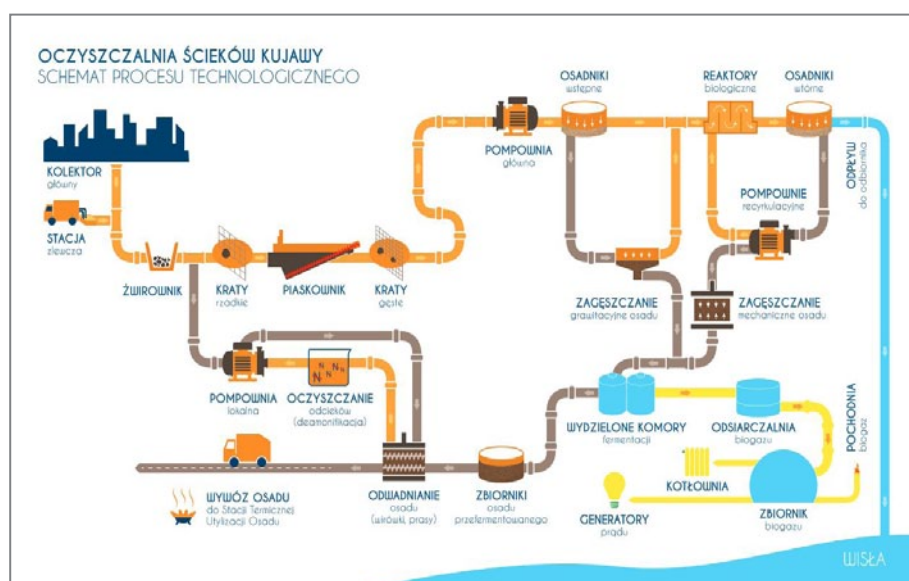 OCZYSZCZALNIA ŚCIEKÓW KUJAWY
SCHEMAT PROCESU TECHNOLOGICZNEGO
KOLEKTOR
główny
STACJA
zlewcza
ŻWIROWNIK
KRATY
rzadkie
PIASKOWNIK
KRATY
gęste
POMPOWNIA
główna
OSADNIKI
wstępne
REAKTORY
biologiczne
OSADNIKI
wtórne
ODPŁYW
do odbiornika
POMPOWNIE
recyrkulacyjne
ZAGĘSZCZANIE
grawitacyjne osadu
ZAGĘSZCZANIE
mechaniczne osadu
POMPOWNIA
lokalna
N N N N
OCZYSZCZANIE
odcieków
(deamonifikacja)
WYDZIELONE KOMORY
fermentacji
ODSIARCZALNIA
biogazu
POCHODNIA
biogaz
WYWÓZ OSADU
do Stacji Termicznej
Utylizacji Osadu
ODWADNIANIE
osadu
(wirówki, prasy)
ZBIORNIKI
osadu
przefermentowanego
KOTŁOWNIA
GENERATORY
prądu
ZBIORNIK
biogazu
WISŁA